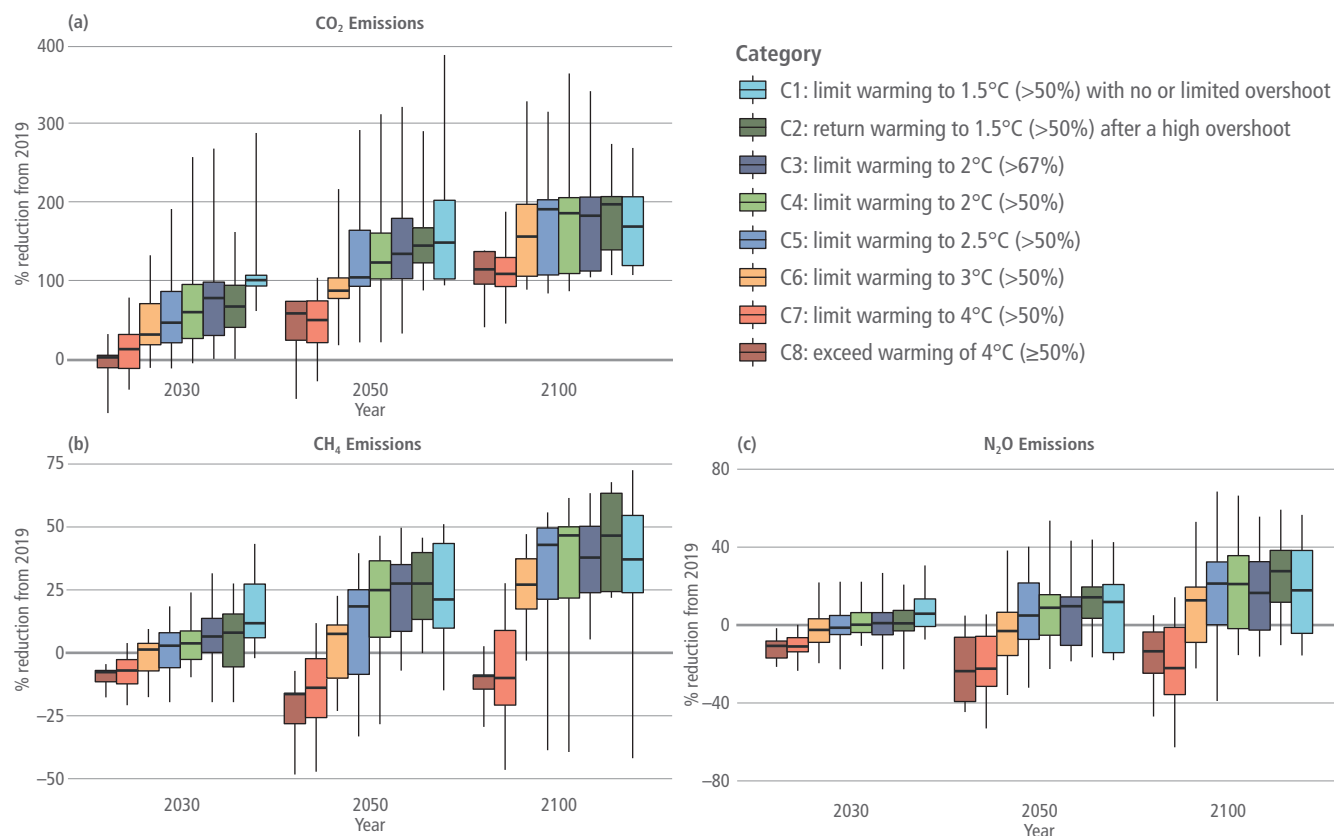 (a)
CO₂ Emissions
% reduction from 2019
400
300
200
100
0
2030
2050
2100
Year
Category
C1: limit warming to 1.5°C (>50%) with no or limited overshoot
C2: return warming to 1.5°C (>50%) after a high overshoot
C3: limit warming to 2°C (>67%)
C4: limit warming to 2°C (>50%)
C5: limit warming to 2.5°C (>50%)
C6: limit warming to 3°C (>50%)
C7: limit warming to 4°C (>50%)
C8: exceed warming of 4°C (≥50%)
(b)
CH₄ Emissions
% reduction from 2019
75
50
25
0
−25
−50
2030
2050
2100
Year
(c)
N₂O Emissions
% reduction from 2019
80
40
0
−40
−80
2030
2050
2100
Year